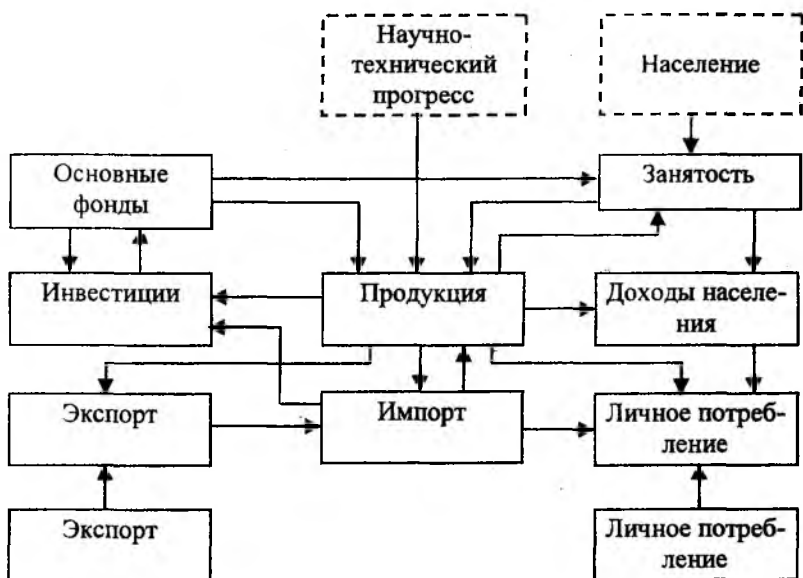 Научно-
технический
прогресс
Население
Основные
фонды
Занятость
Инвестиции
Продукция
Доходы населе-
ния
Экспорт
Импорт
Личное потреб-
ление
Экспорт
Личное потреб-
ление